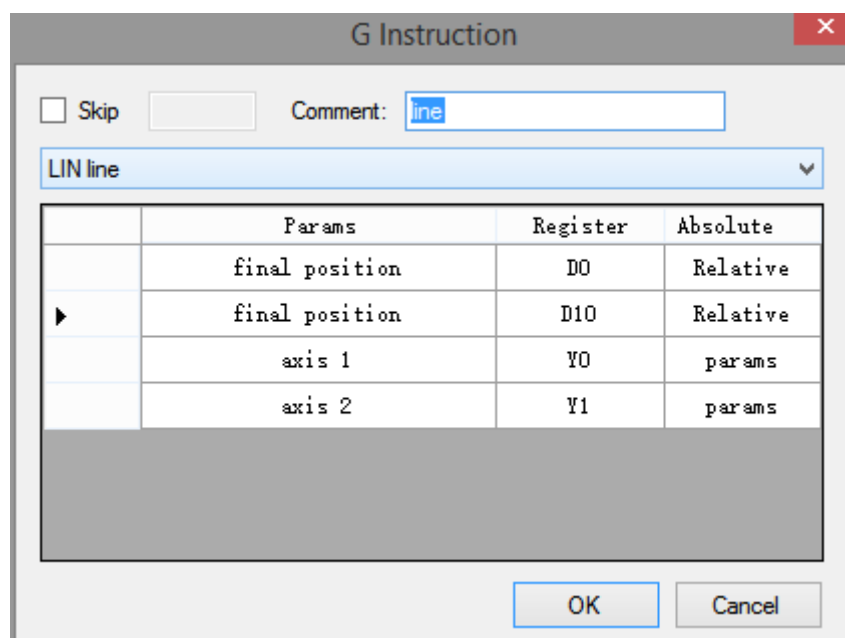 G Instruction
Skip Comment: line
LIN line
Params Register Absolute
final position D0 Relative
final position D10 Relative
axis 1 Y0 params
axis 2 Y1 params
OK Cancel